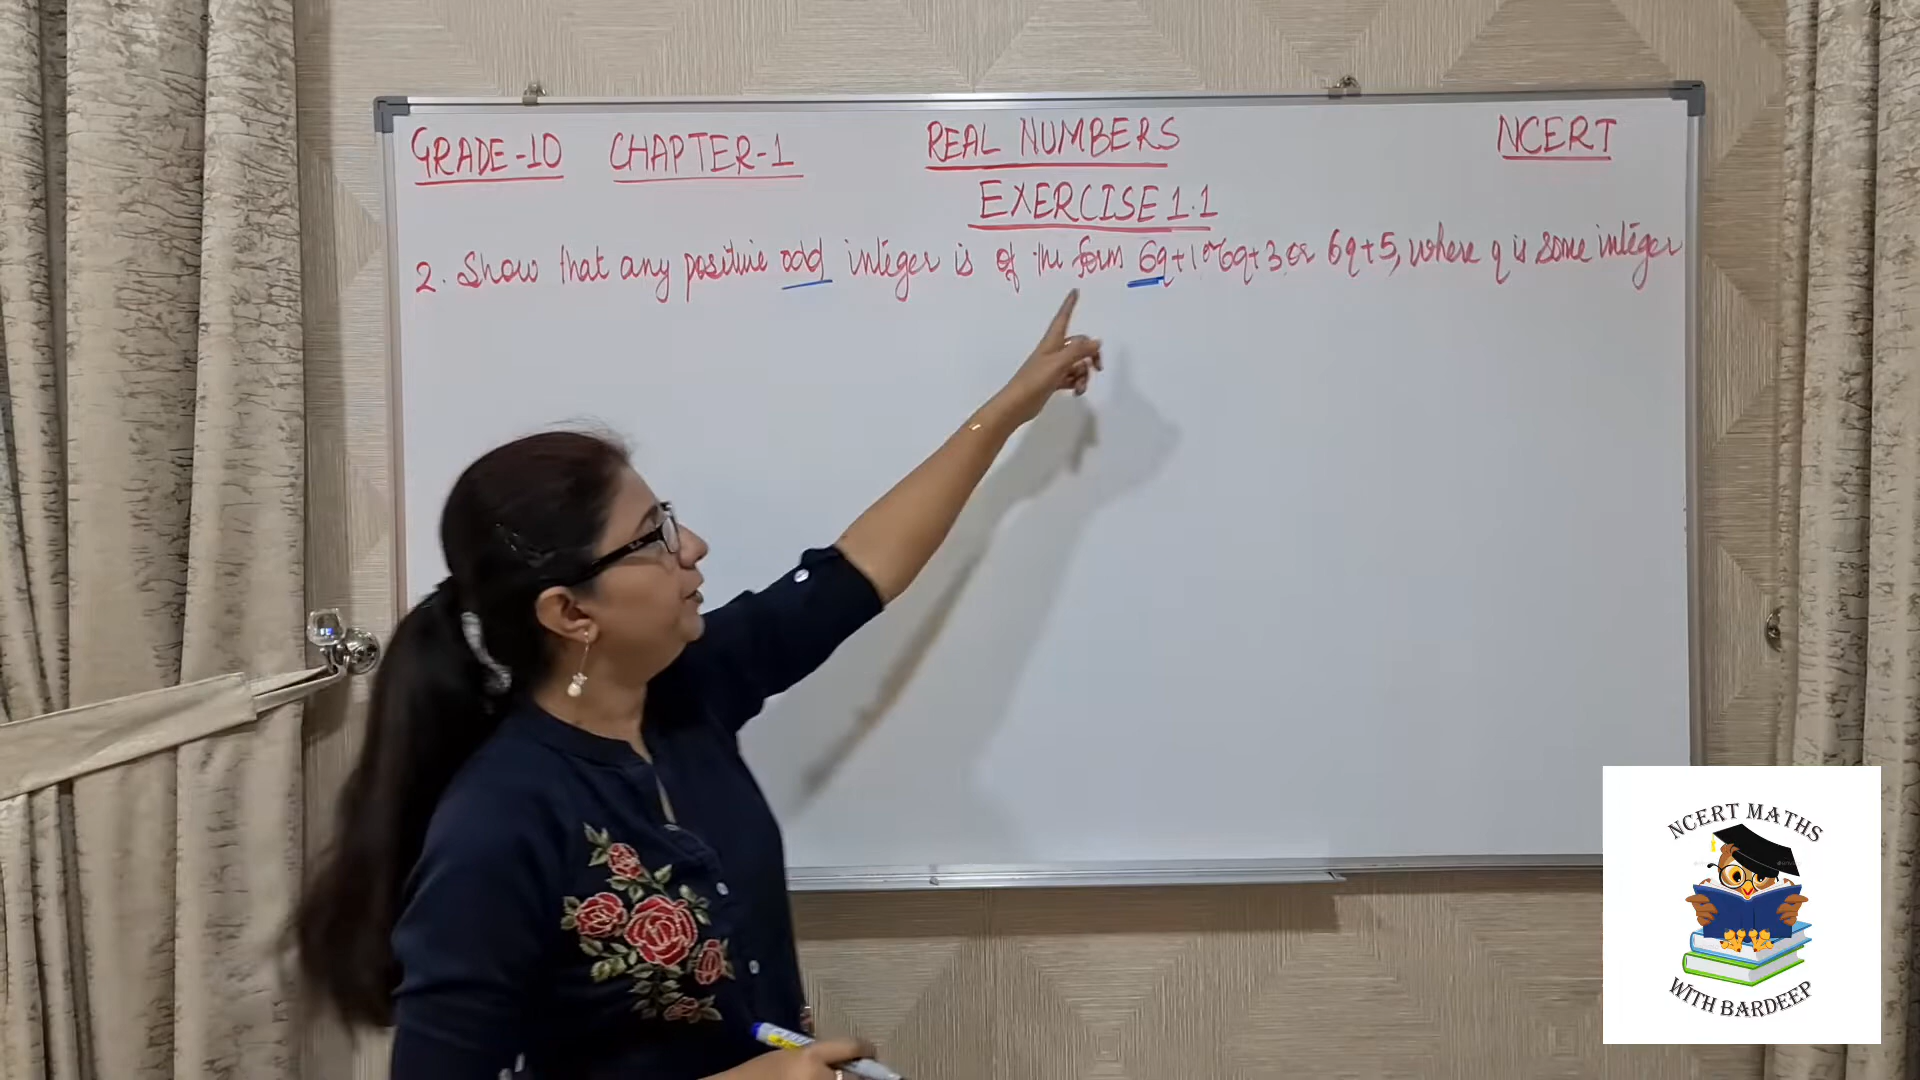 GRADE-10 CHAPTER-1 REAL NUMBERS NCERT
EXERCISE 1.1
2. Show that any positive odd integer is of the form 6q+1 or 6q+3 or 6q+5, where q is some integer
NCERT MATHS
WITH BARDEEP